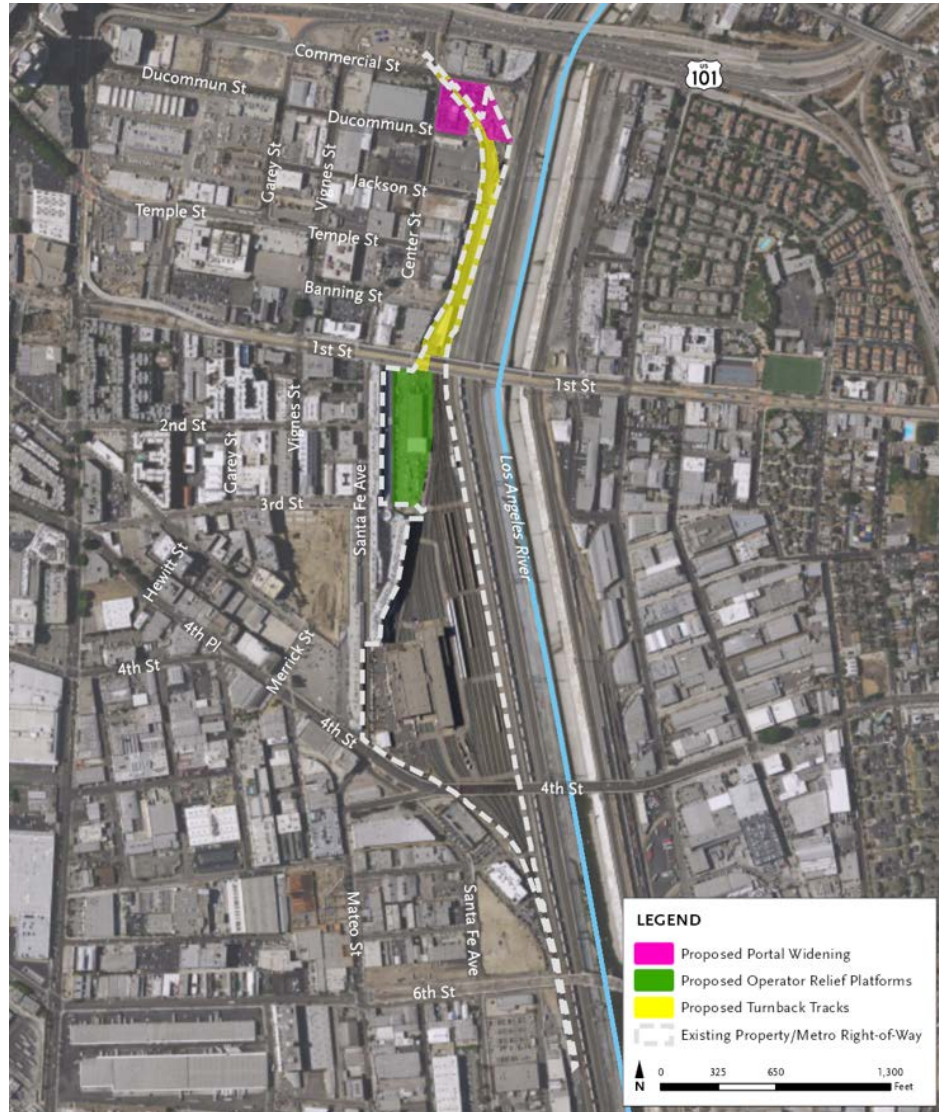 Commercial St
US
101
Ducommun St
Ducommun St
Garey St
Vignes St
Jackson St
Temple St
Center St
Temple St
Banning St
1st St
1st St
Vignes St
2nd St
Garey St
Santa Fe Ave
Los Angeles River
3rd St
Hewitt St
4th Pl
Merrick St
4th St
4th St
4th St
Mateo St
Santa Fe Ave
6th St
LEGEND
Proposed Portal Widening
Proposed Operator Relief Platforms
Proposed Turnback Tracks
Existing Property/Metro Right-of-Way
N
0 325 650 1,300
Feet